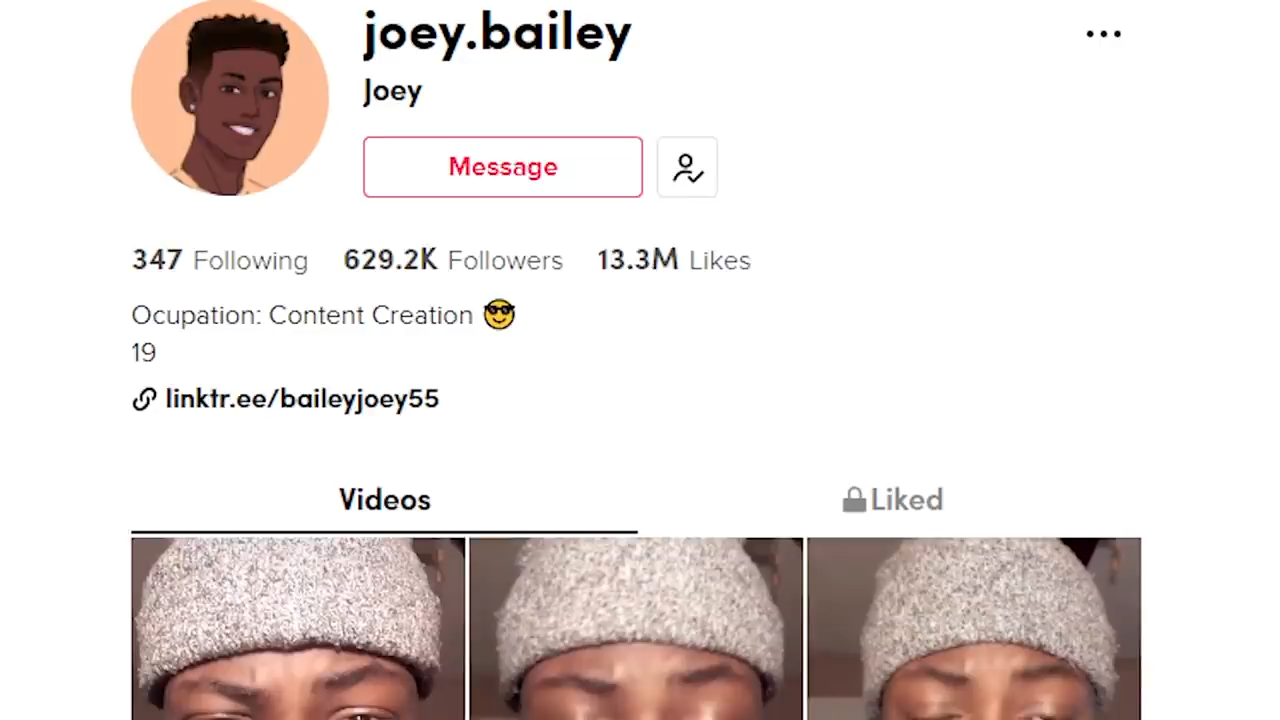 joey.bailey
Joey
Message
347 Following 629.2K Followers 13.3M Likes
Ocupation: Content Creation 😎
19
linktr.ee/baileyjoey55
Videos Liked